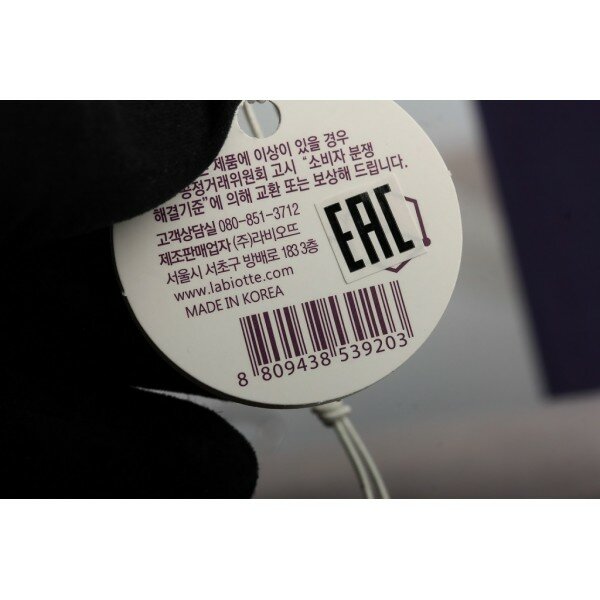 제품에 이상이 있을 경우
공정거래위원회 고시 "소비자 분쟁
해결기준"에 의해 교환 또는 보상해 드립니다.
고객상담실 080-851-3712
제조판매업자 (주)라비오뜨
서울시 서초구 방배로 183 3층
www.labiotte.com
MADE IN KOREA
EAC
8 809438 539203